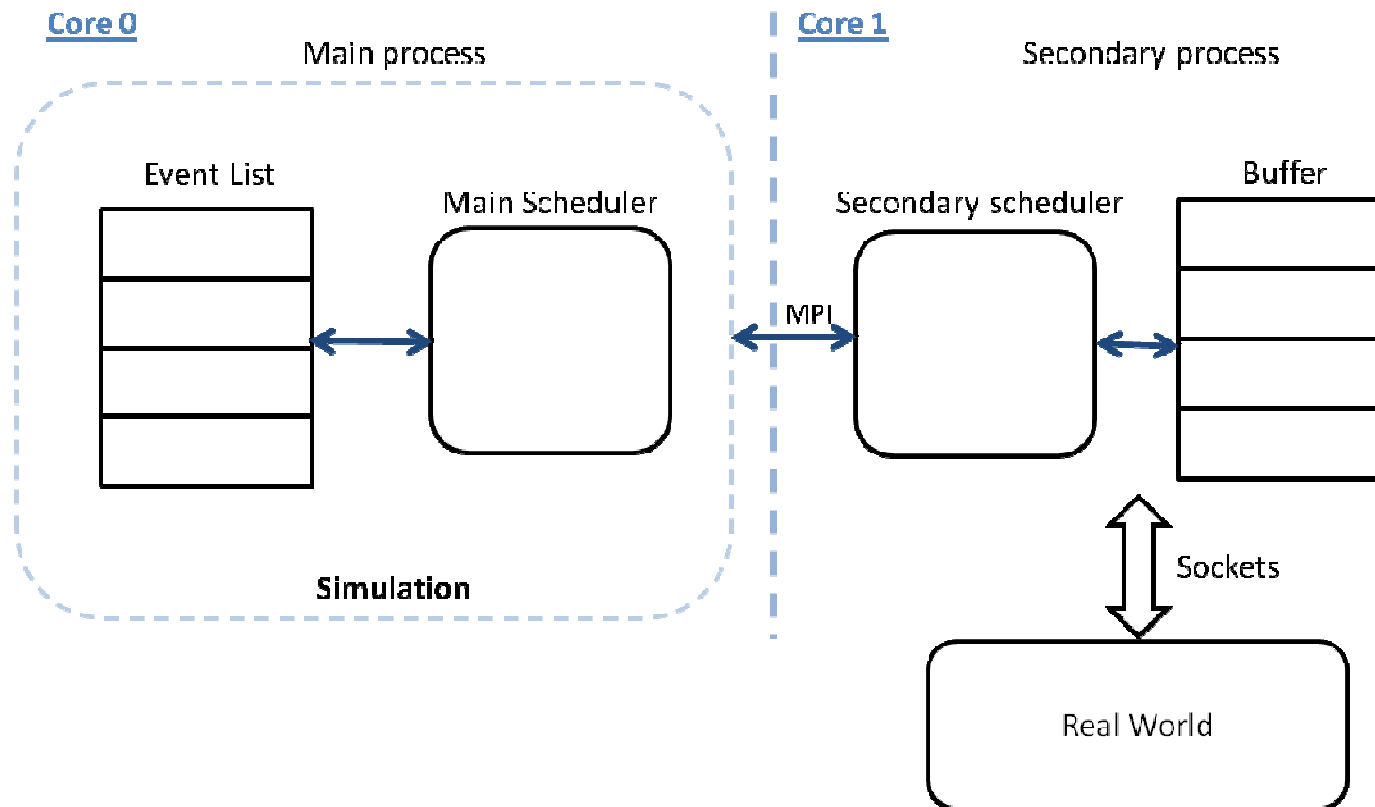 Core 0
Main process
Event List
Main Scheduler
Simulation
MPI
Core 1
Secondary process
Secondary scheduler
Buffer
Sockets
Real World